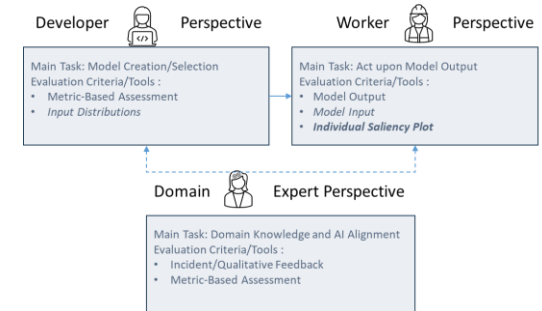 Developer Perspective
Main Task: Model Creation/Selection
Evaluation Criteria/Tools :
• Metric-Based Assessment
• Input Distributions
Worker Perspective
Main Task: Act upon Model Output
Evaluation Criteria/Tools :
• Model Output
• Model Input
• Individual Saliency Plot
Domain Expert Perspective
Main Task: Domain Knowledge and AI Alignment
Evaluation Criteria/Tools :
• Incident/Qualitative Feedback
• Metric-Based Assessment